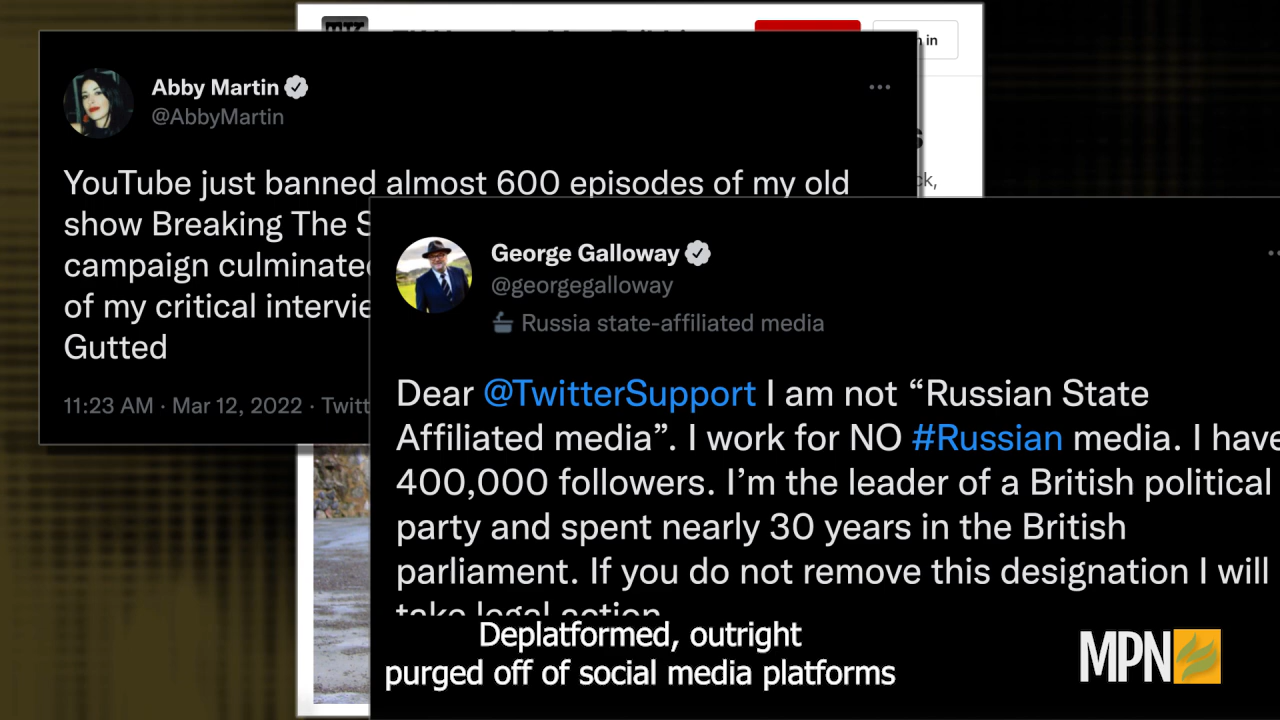 n in
Abby Martin
@AbbyMartin
YouTube just banned almost 600 episodes of my old
show Breaking The S
campaign culminate
of my critical intervie
Gutted
11:23 AM · Mar 12, 2022 · Twitt
ck,
George Galloway
@georgegalloway
Russia state-affiliated media
Dear @TwitterSupport I am not “Russian State
Affiliated media”. I work for NO #Russian media. I have
400,000 followers. I’m the leader of a British political
party and spent nearly 30 years in the British
parliament. If you do not remove this designation I will
take legal action
Deplatformed, outright
purged off of social media platforms
MPN